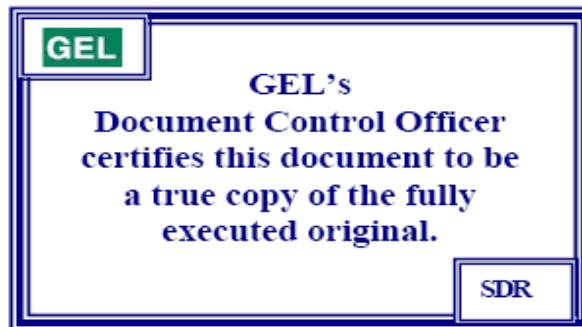 GEL
GEL’s
Document Control Officer
certifies this document to be
a true copy of the fully
executed original.
SDR